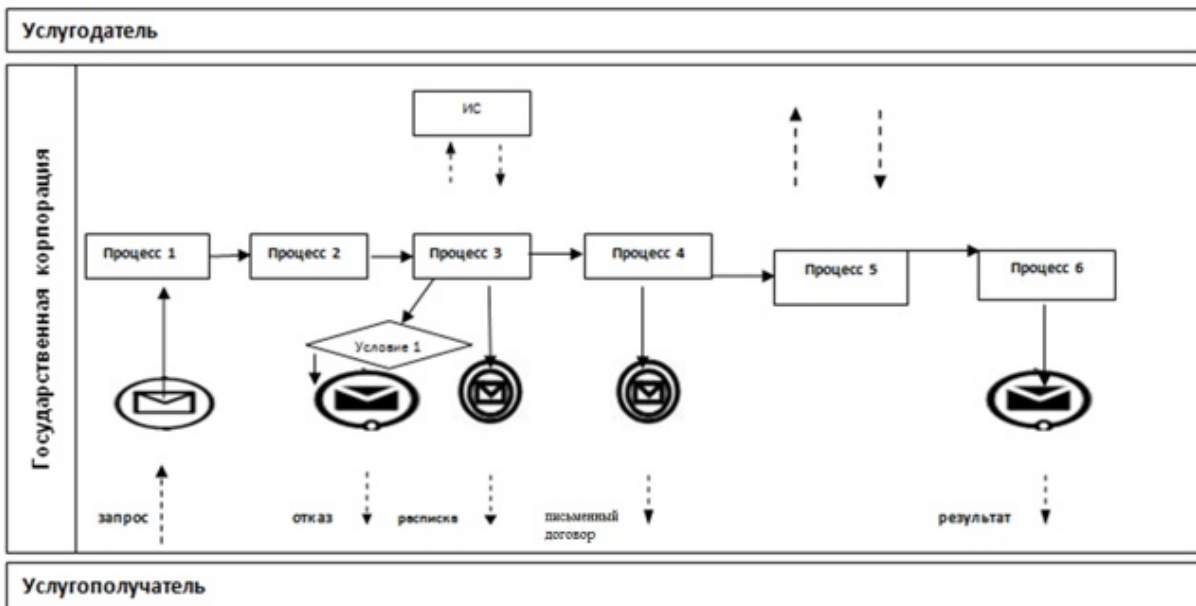 Услугодатель
Государственная корпорация
ИС
Процесс 1
Процесс 2
Процесс 3
Процесс 4
Процесс 5
Процесс 6
Условие 1
запрос
отказ
расписка
письменный
договор
результат
Услугополучатель